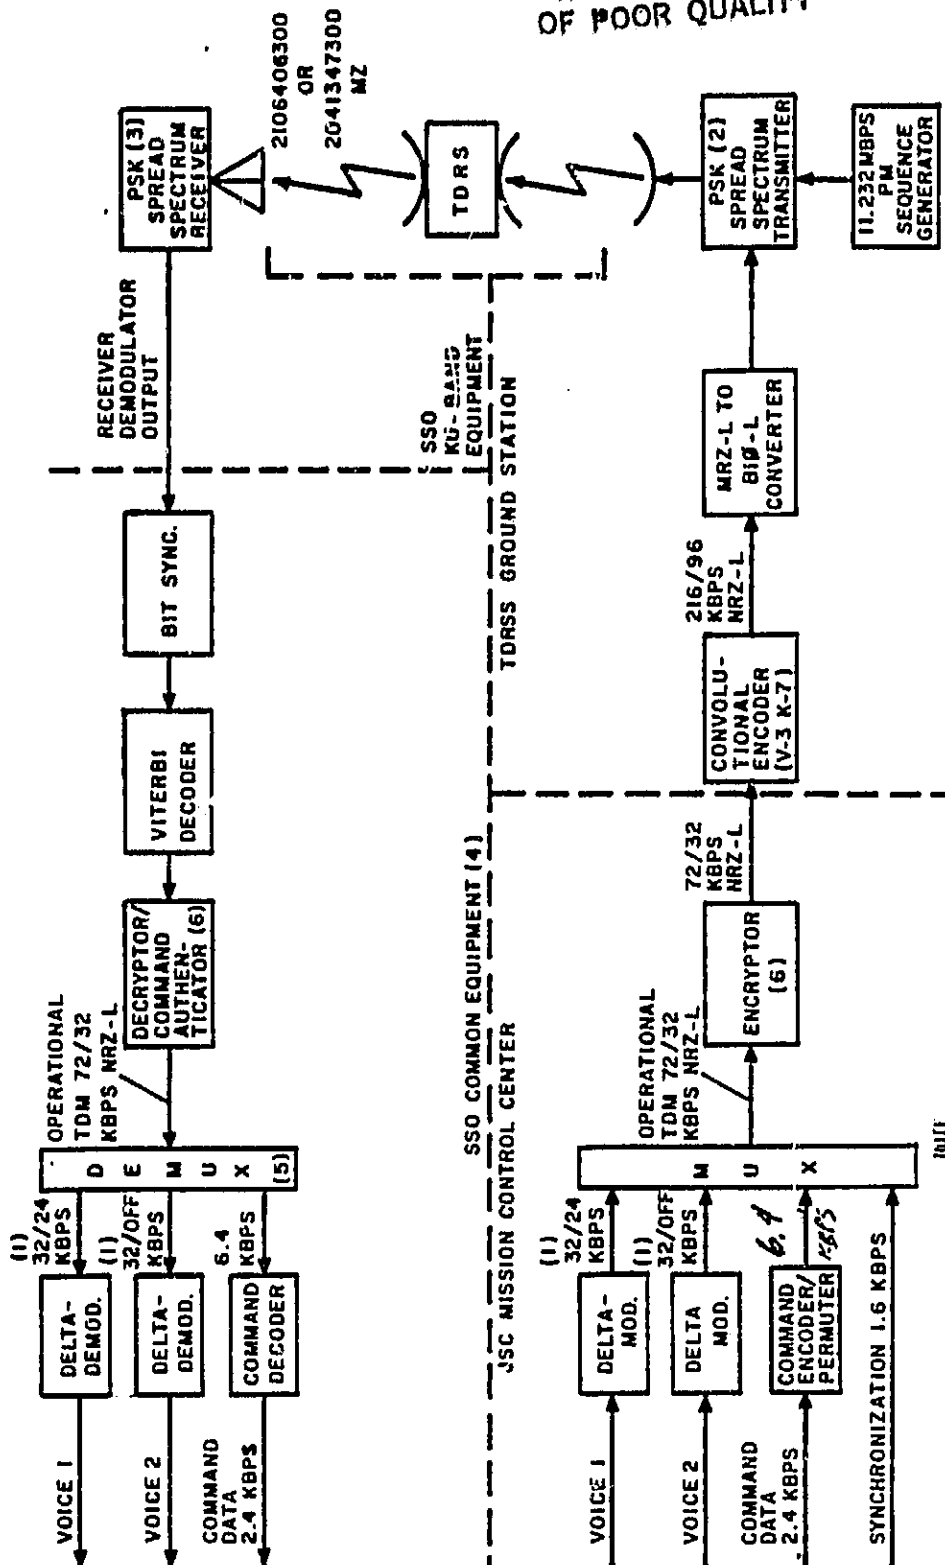 OF POOR QUALITY
VOICE 1
VOICE 2
COMMAND
DATA
2.4 KBPS
DELTA-
DEMOD.
DELTA-
DEMOD.
COMMAND
DECODER
(1)
32/24
KBPS
(1)
32/OFF
KBPS
6.4
KBPS
DEMUX
(5)
OPERATIONAL
TDM 72/32
KBPS NRZ-L
DECRYPTOR/
COMMAND
AUTHEN-
TICATOR (6)
VITERBI
DECODER
BIT SYNC.
RECEIVER
DEMODULATOR
OUTPUT
PSK (3)
SPREAD
SPECTRUM
RECEIVER
2106406300
OR
2041347300
MZ
TDRS
SSO
KU-BAND
EQUIPMENT
SSO COMMON EQUIPMENT (4)
JSC MISSION CONTROL CENTER
TDRSS GROUND STATION
VOICE 1
VOICE 2
COMMAND
DATA
2.4 KBPS
SYNCHRONIZATION 1.6 KBPS
DELTA-
MOD.
DELTA
MOD.
COMMAND
ENCODER/
PERMUTER
(1)
32/24
KBPS
(1)
32/OFF
KBPS
6.4
KBPS
MUX
OPERATIONAL
TDM 72/32
KBPS NRZ-L
ENCRYPTOR
(6)
72/32
KBPS
NRZ-L
CONVOLU-
TIONAL
ENCODER
(V-3 K-7)
216/96
KBPS
NRZ-L
MRZ-L TO
BIØ-L
CONVERTER
PSK (2)
SPREAD
SPECTRUM
TRANSMITTER
11.232MBPS
PM
SEQUENCE
GENERATOR